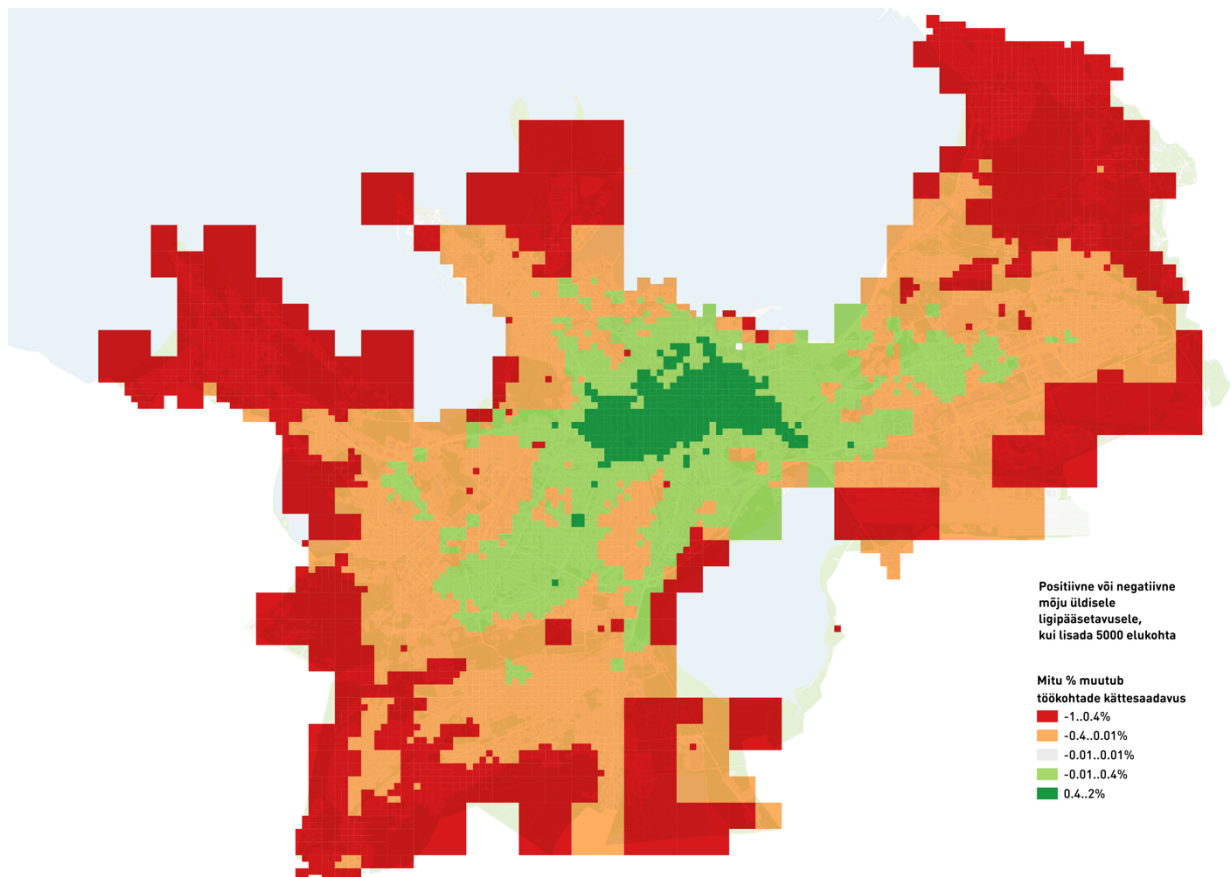 Positiivne või negatiivne
mõju üldisele
ligipääsetavusele,
kui lisada 5000 elukohta
Mitu % muutub
töökohtade kättesaadavus
-1..0.4%
-0.4..0.01%
-0.01..0.01%
-0.01..0.4%
0.4..2%